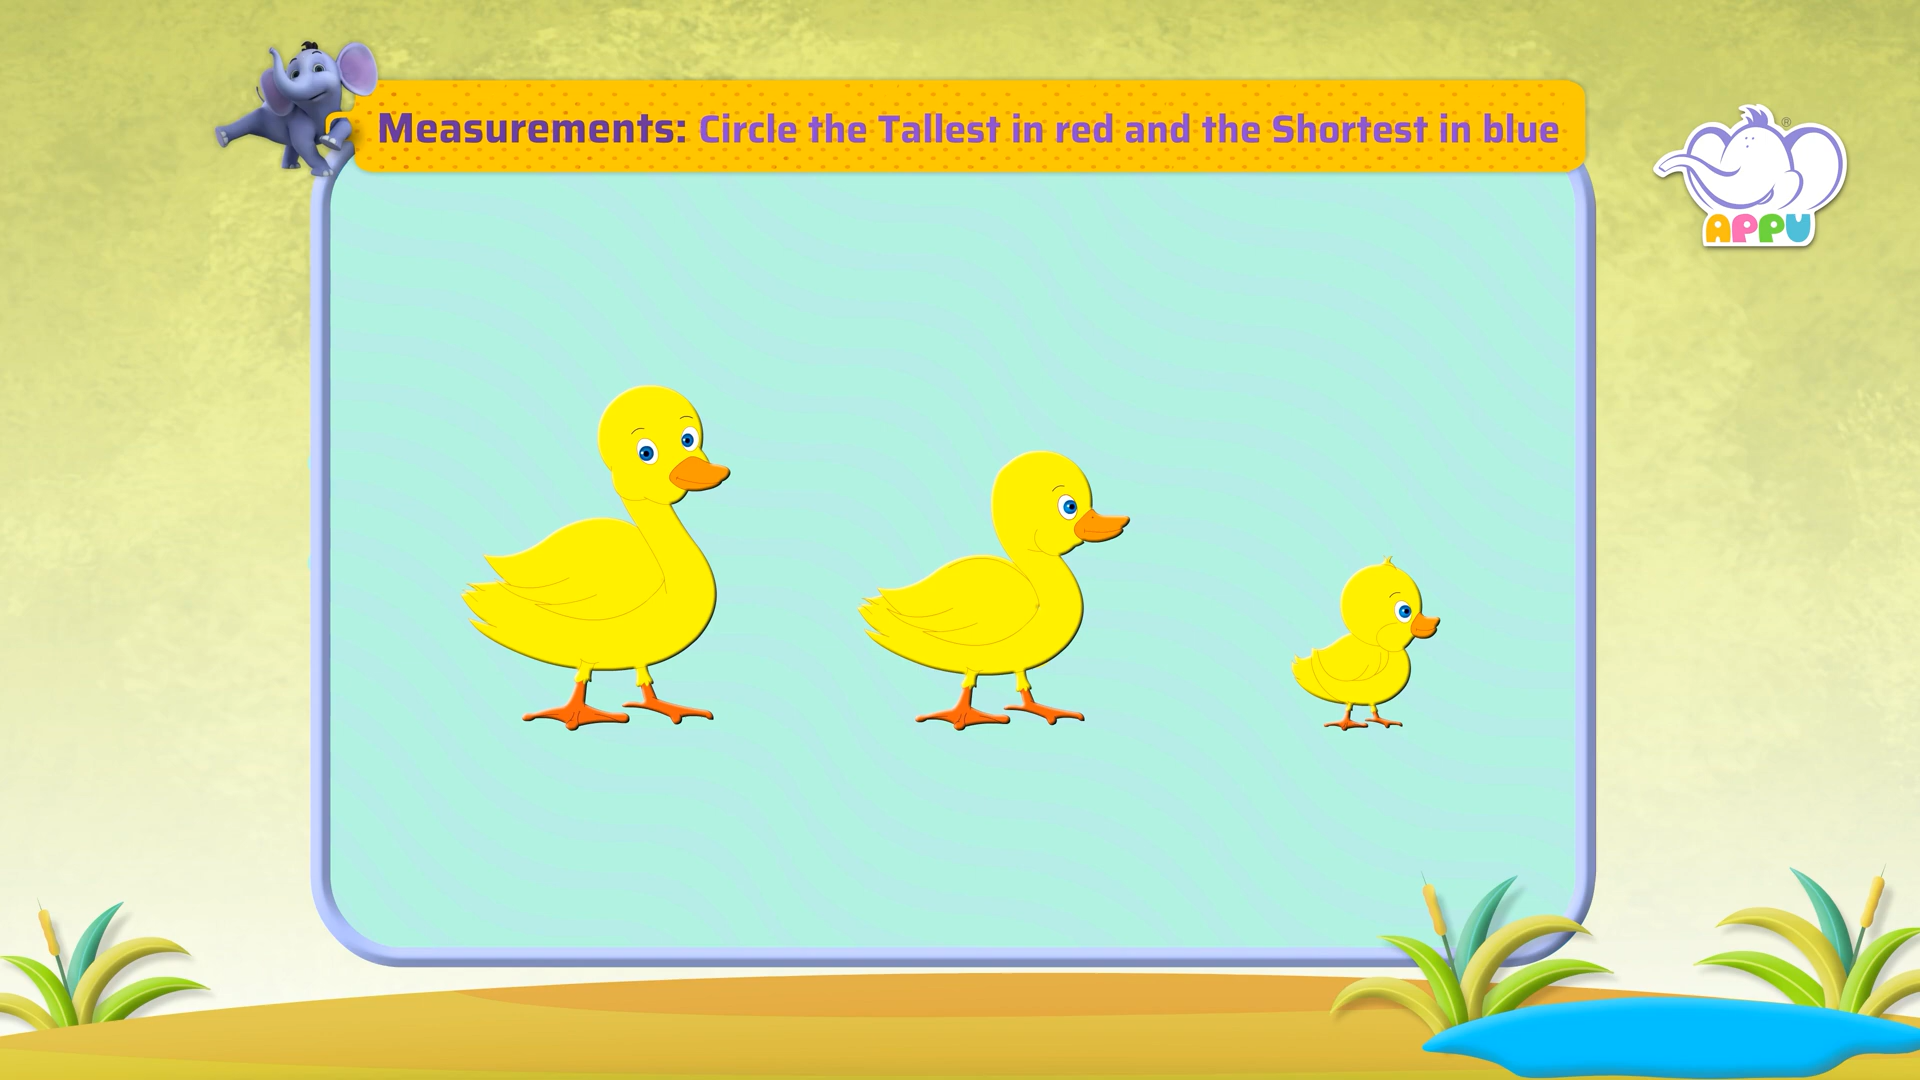 Measurements: Circle the Tallest in red and the Shortest in blue
®
APPU